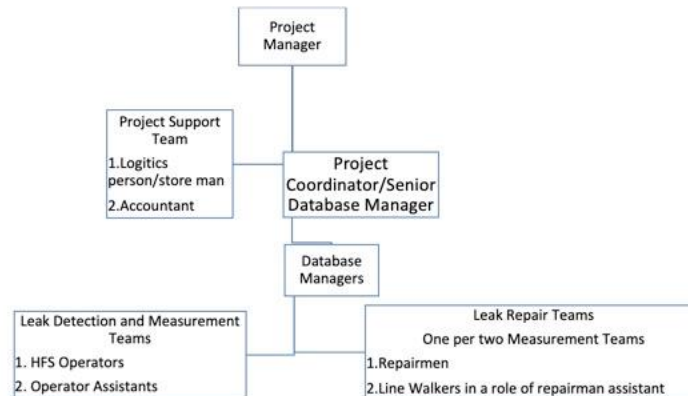 Project
Manager
Project Support
Team
1.Logitics
person/store man
2.Accountant
Project
Coordinator/Senior
Database Manager
Database
Managers
Leak Detection and Measurement
Teams
1. HFS Operators
2. Operator Assistants
Leak Repair Teams
One per two Measurement Teams
1.Repairmen
2.Line Walkers in a role of repairman assistant